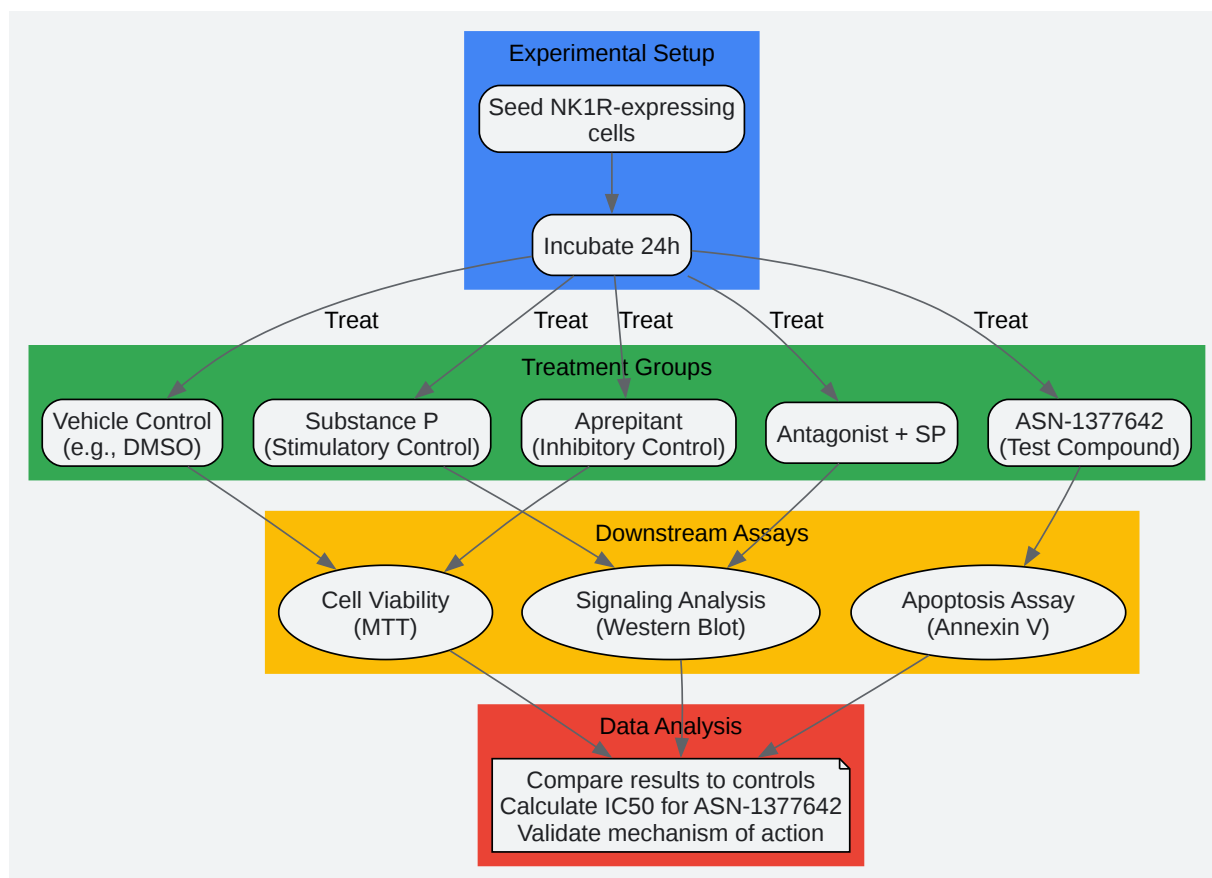 Experimental Setup
Seed NK1R-expressing
cells
Incubate 24h
Treat
Treat
Treat
Treat
Treat
Treatment Groups
Vehicle Control
(e.g., DMSO)
Substance P
(Stimulatory Control)
Aprepitant
(Inhibitory Control)
Antagonist + SP
ASN-1377642
(Test Compound)
Downstream Assays
Cell Viability
(MTT)
Signaling Analysis
(Western Blot)
Apoptosis Assay
(Annexin V)
Data Analysis
Compare results to controls
Calculate IC50 for ASN-1377642
Validate mechanism of action